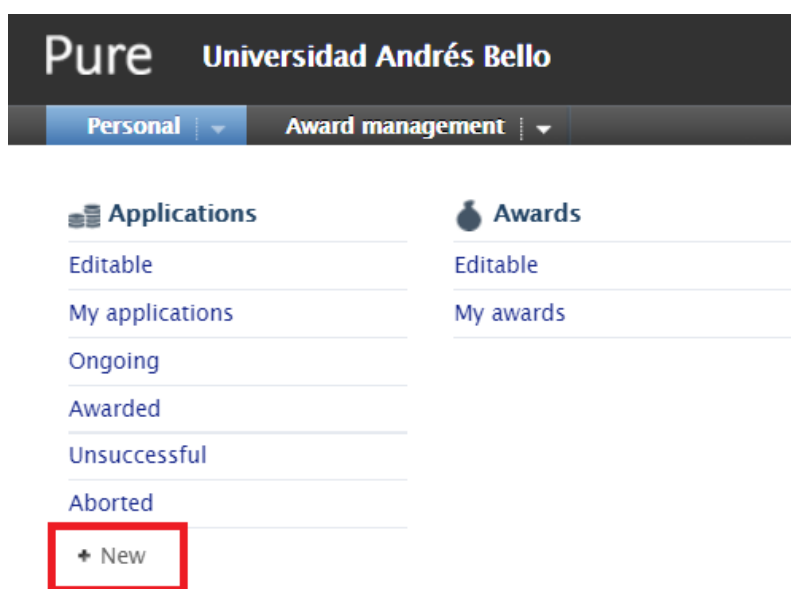 Pure Universidad Andrés Bello
Personal Award management
Applications
Editable
My applications
Ongoing
Awarded
Unsuccessful
Aborted
+ New
Awards
Editable
My awards